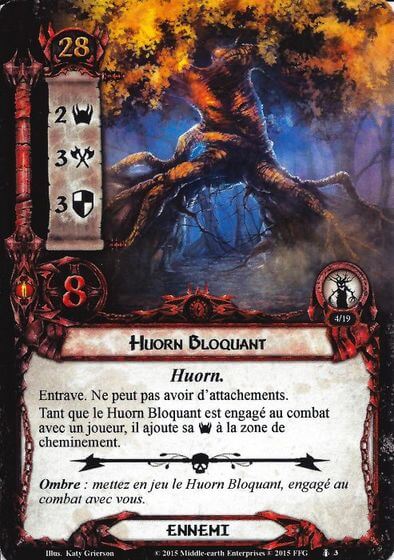 28
2
3
3
8
4/19
Huorn Bloquant
Huorn.
Entrave. Ne peut pas avoir d'attachements.
Tant que le Huorn Bloquant est engagé au combat
avec un joueur, il ajoute sa à la zone de
cheminement.
Ombre : mettez en jeu le Huorn Bloquant, engagé au
combat avec vous.
ENNEMI
Illus. Katy Grierson © 2015 Middle-earth Enterprises ® 2015 FFG 3